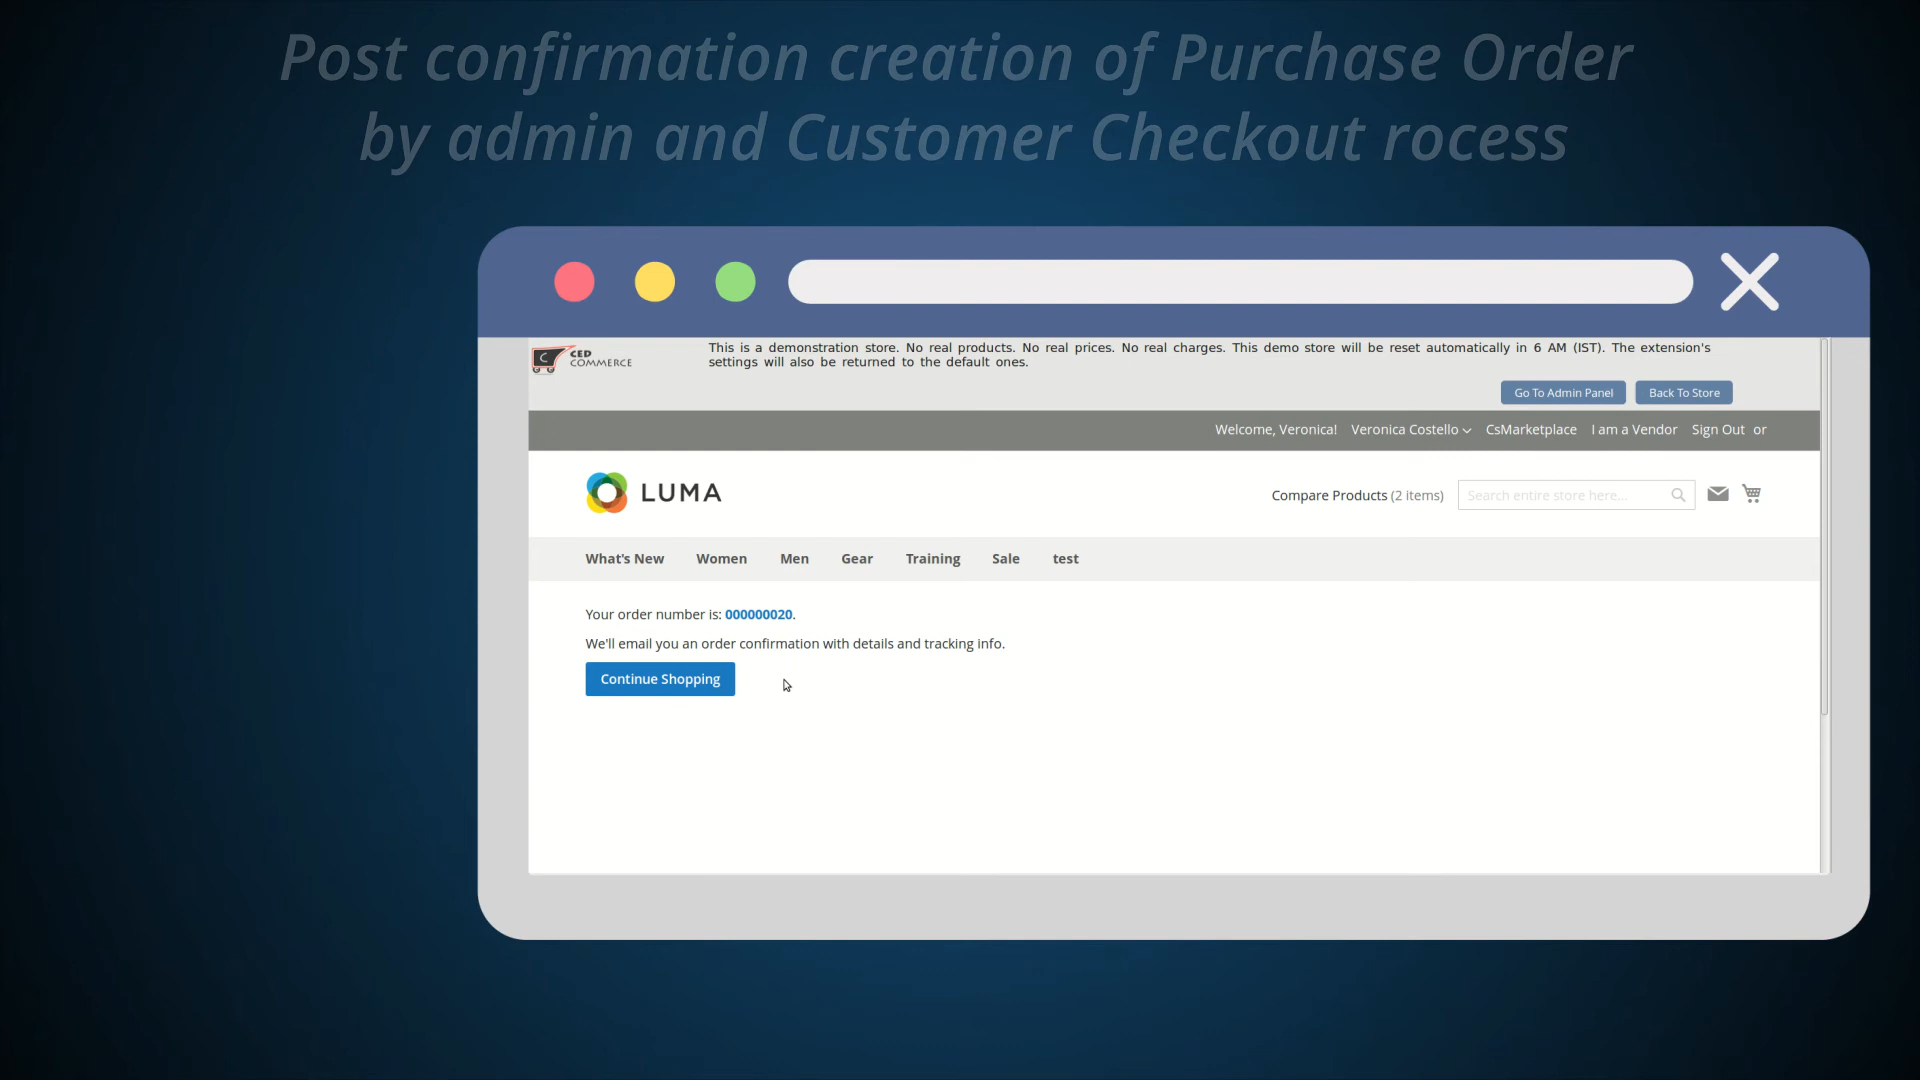 Post confirmation creation of Purchase Order
by admin and Customer Checkout rocess
CED
COMMERCE
This is a demonstration store. No real products. No real prices. No real charges. This demo store will be reset automatically in 6 AM (IST). The extension's
settings will also be returned to the default ones.
Go To Admin Panel Back To Store
Welcome, Veronica! Veronica Costello CsMarketplace I am a Vendor Sign Out or
LUMA
Compare Products (2 items) Search entire store here...
What's New Women Men Gear Training Sale test
Your order number is: 000000020.
We'll email you an order confirmation with details and tracking info.
Continue Shopping